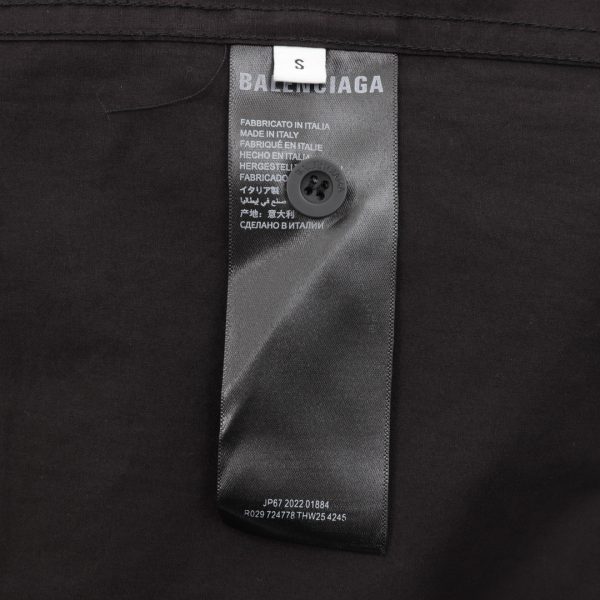 S
BALENCIAGA
FABBRICATO IN ITALIA
MADE IN ITALY
FABRIQUÉ EN ITALIE
HECHO EN ITALIA
HERGESTELL
FABRICADO
イタリア製
صنع في إيطاليا
产地: 意大利
СДЕЛАНО В ИТАЛИИ
JP67 2022 01884
R029 724778 THW25 4245